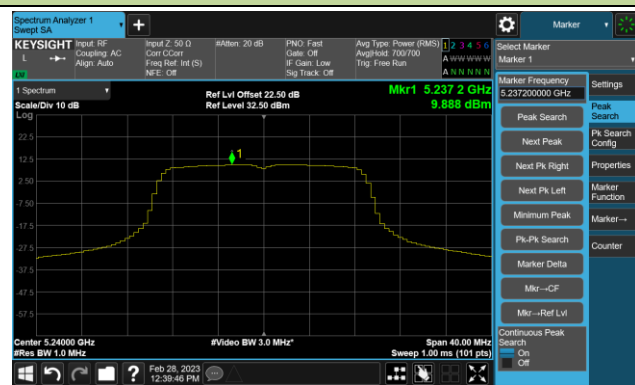 Spectrum Analyzer 1
Swept SA
+
Marker
KEYSIGHT
L
LV
Input: RF
Coupling: AC
Align: Auto
Input Z: 50 Ω
Corr CCorr
Freq Ref: Int (S)
NFE: Off
#Atten: 20 dB
PNO: Fast
Gate: Off
IF Gain: Low
Sig Track: Off
Avg Type: Power (RMS)
Avg|Hold: 700/700
Trig: Free Run
1 2 3 4 5 6
A W W W W W
A N N N N N
Select Marker
Marker 1
1 Spectrum
Scale/Div 10 dB
Log
Ref Lvl Offset 22.50 dB
Ref Level 32.50 dBm
Mkr1 5.237 2 GHz
9.888 dBm
22.5
12.5
2.50
-7.50
-17.5
-27.5
-37.5
-47.5
-57.5
1
Center 5.24000 GHz
#Res BW 1.0 MHz
#Video BW 3.0 MHz*
Span 40.00 MHz
Sweep 1.00 ms (101 pts)
Marker Frequency
5.237200000 GHz
Peak Search
Next Peak
Next Pk Right
Next Pk Left
Minimum Peak
Pk-Pk Search
Marker Delta
Mkr→CF
Mkr→Ref Lvl
Continuous Peak
Search
On
Off
Settings
Peak
Search
Pk Search
Config
Properties
Marker
Function
Marker→
Counter
?
Feb 28, 2023
12:39:46 PM